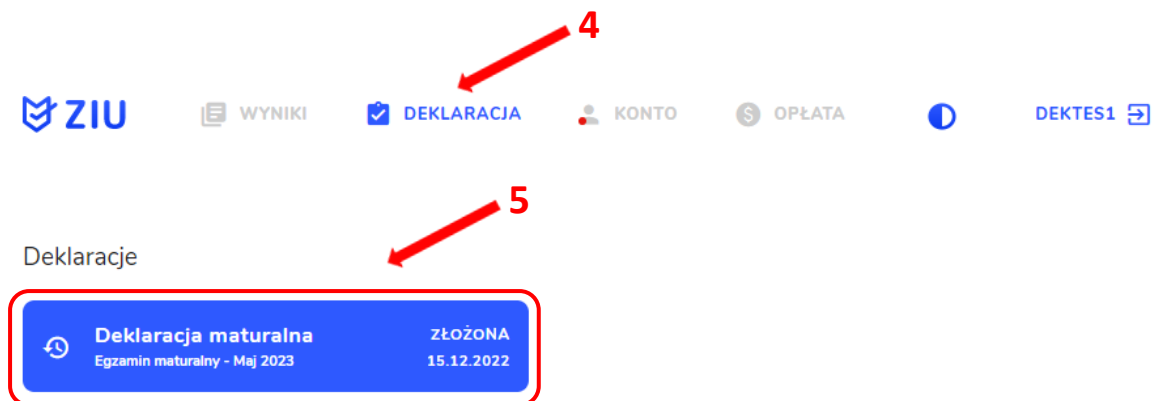 4
ZIU WYNIKI DEKLARACJA KONTO OPŁATA DEKTES1
5
Deklaracje
Deklaracja maturalna ZŁOŻONA
Egzamin maturalny - Maj 2023 15.12.2022